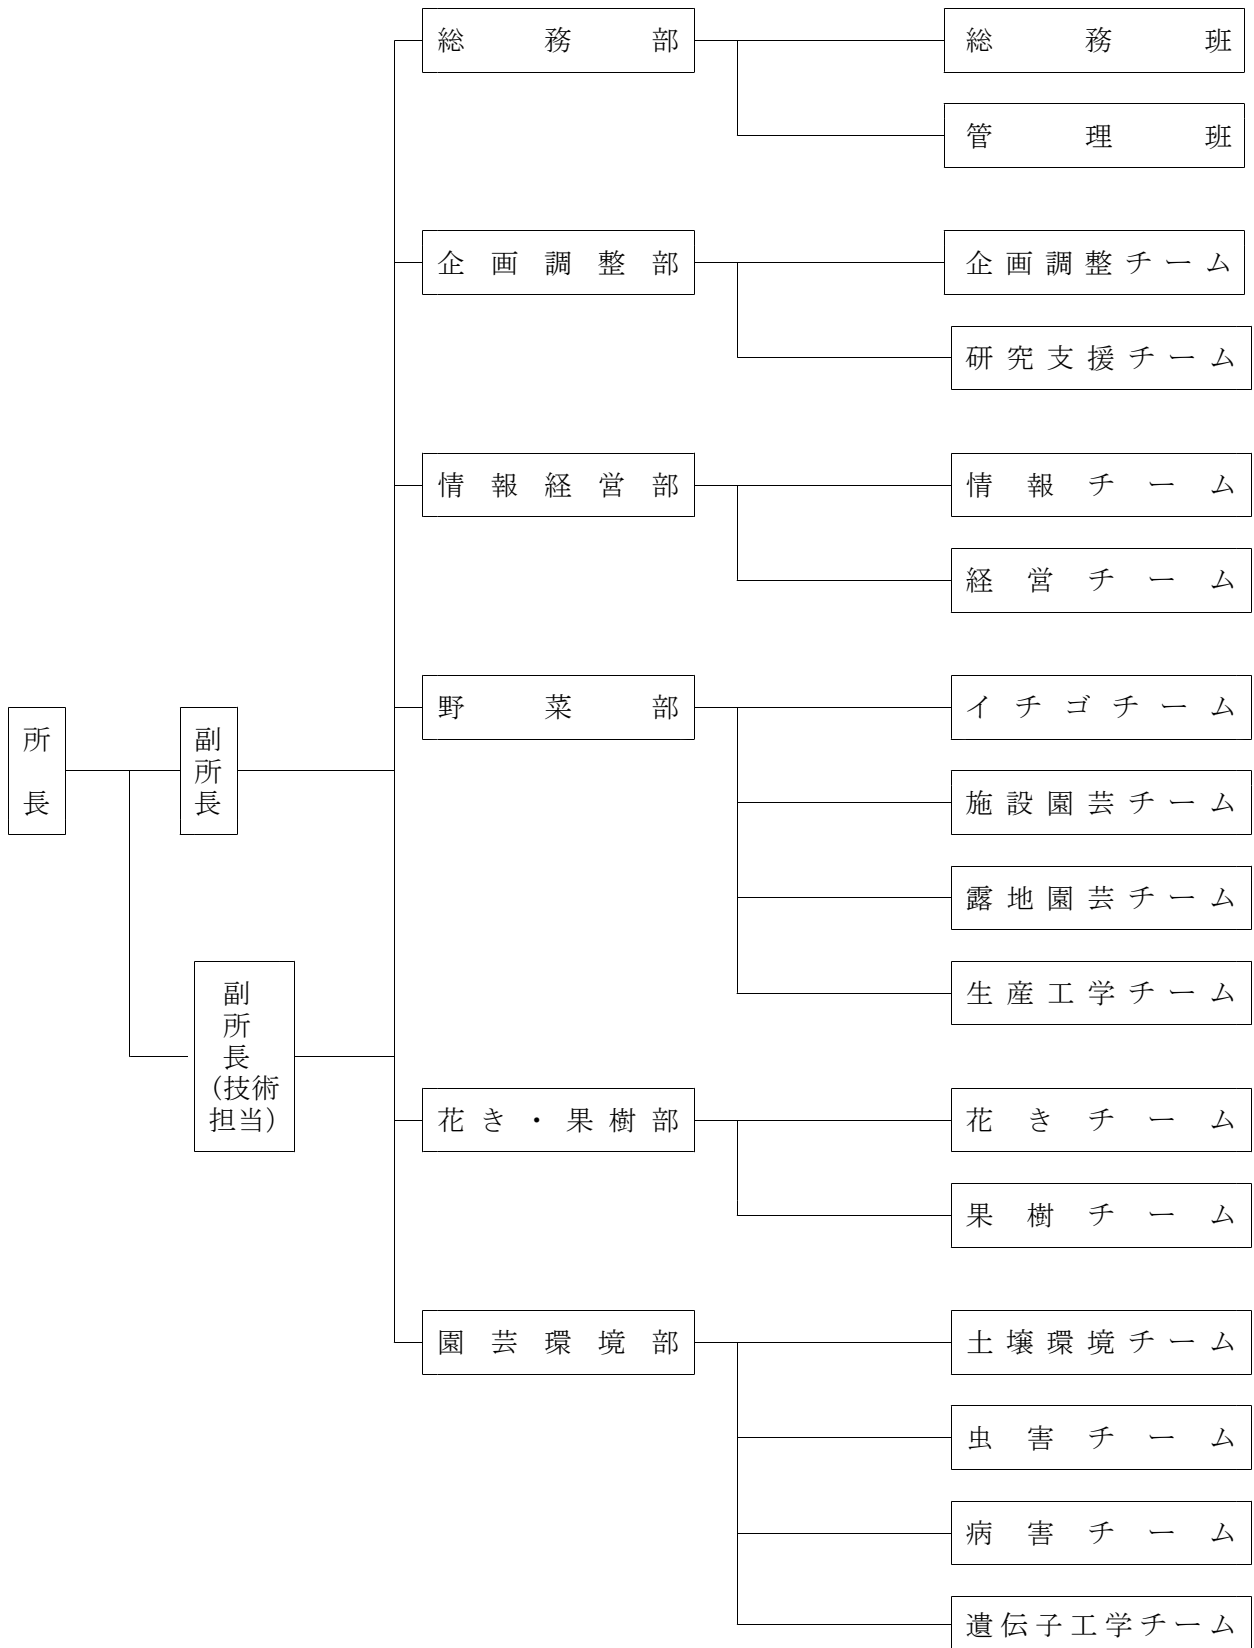 総務部
総務班
管理班
企画調整部
企画調整チーム
研究支援チーム
情報経営部
情報チーム
経営チーム
野菜部
イチゴチーム
所長
副所長
施設園芸チーム
露地園芸チーム
生産工学チーム
副所長
(技術
担当)
花き・果樹部
花きチーム
果樹チーム
園芸環境部
土壌環境チーム
虫害チーム
病害チーム
遺伝子工学チーム